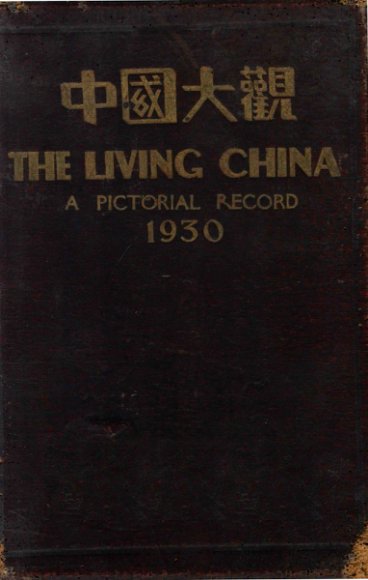 中國大觀
THE LIVING CHINA
A PICTORIAL RECORD
1930